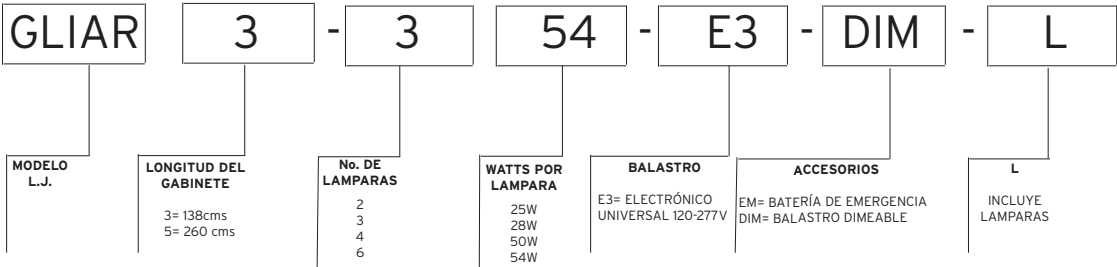 GLIAR 3 - 3 54 - E3 - DIM - L
MODELO
L.J.
LONGITUD DEL
GABINETE
3= 138cms
5= 260 cms
No. DE
LAMPARAS
2
3
4
6
WATTS POR
LAMPARA
25W
28W
50W
54W
BALASTRO
E3= ELECTRÓNICO
UNIVERSAL 120-277V
ACCESORIOS
EM= BATERÍA DE EMERGENCIA
DIM= BALASTRO DIMEABLE
L
INCLUYE
LAMPARAS